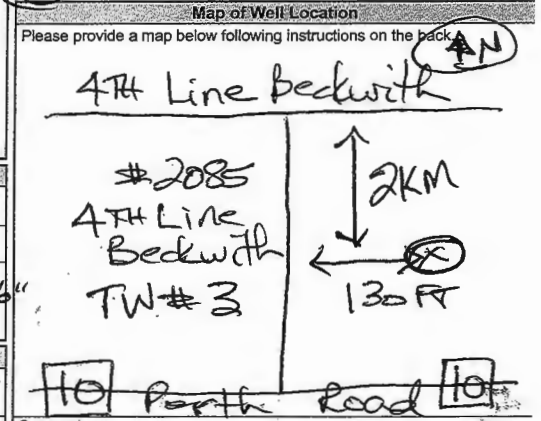 Map of Well Location
Please provide a map below following instructions on the back.
N
4TH Line Beckwith
#2085
4TH Line
Beckwith
TW#3
2KM
X
130 FT
10 Perth Road 10